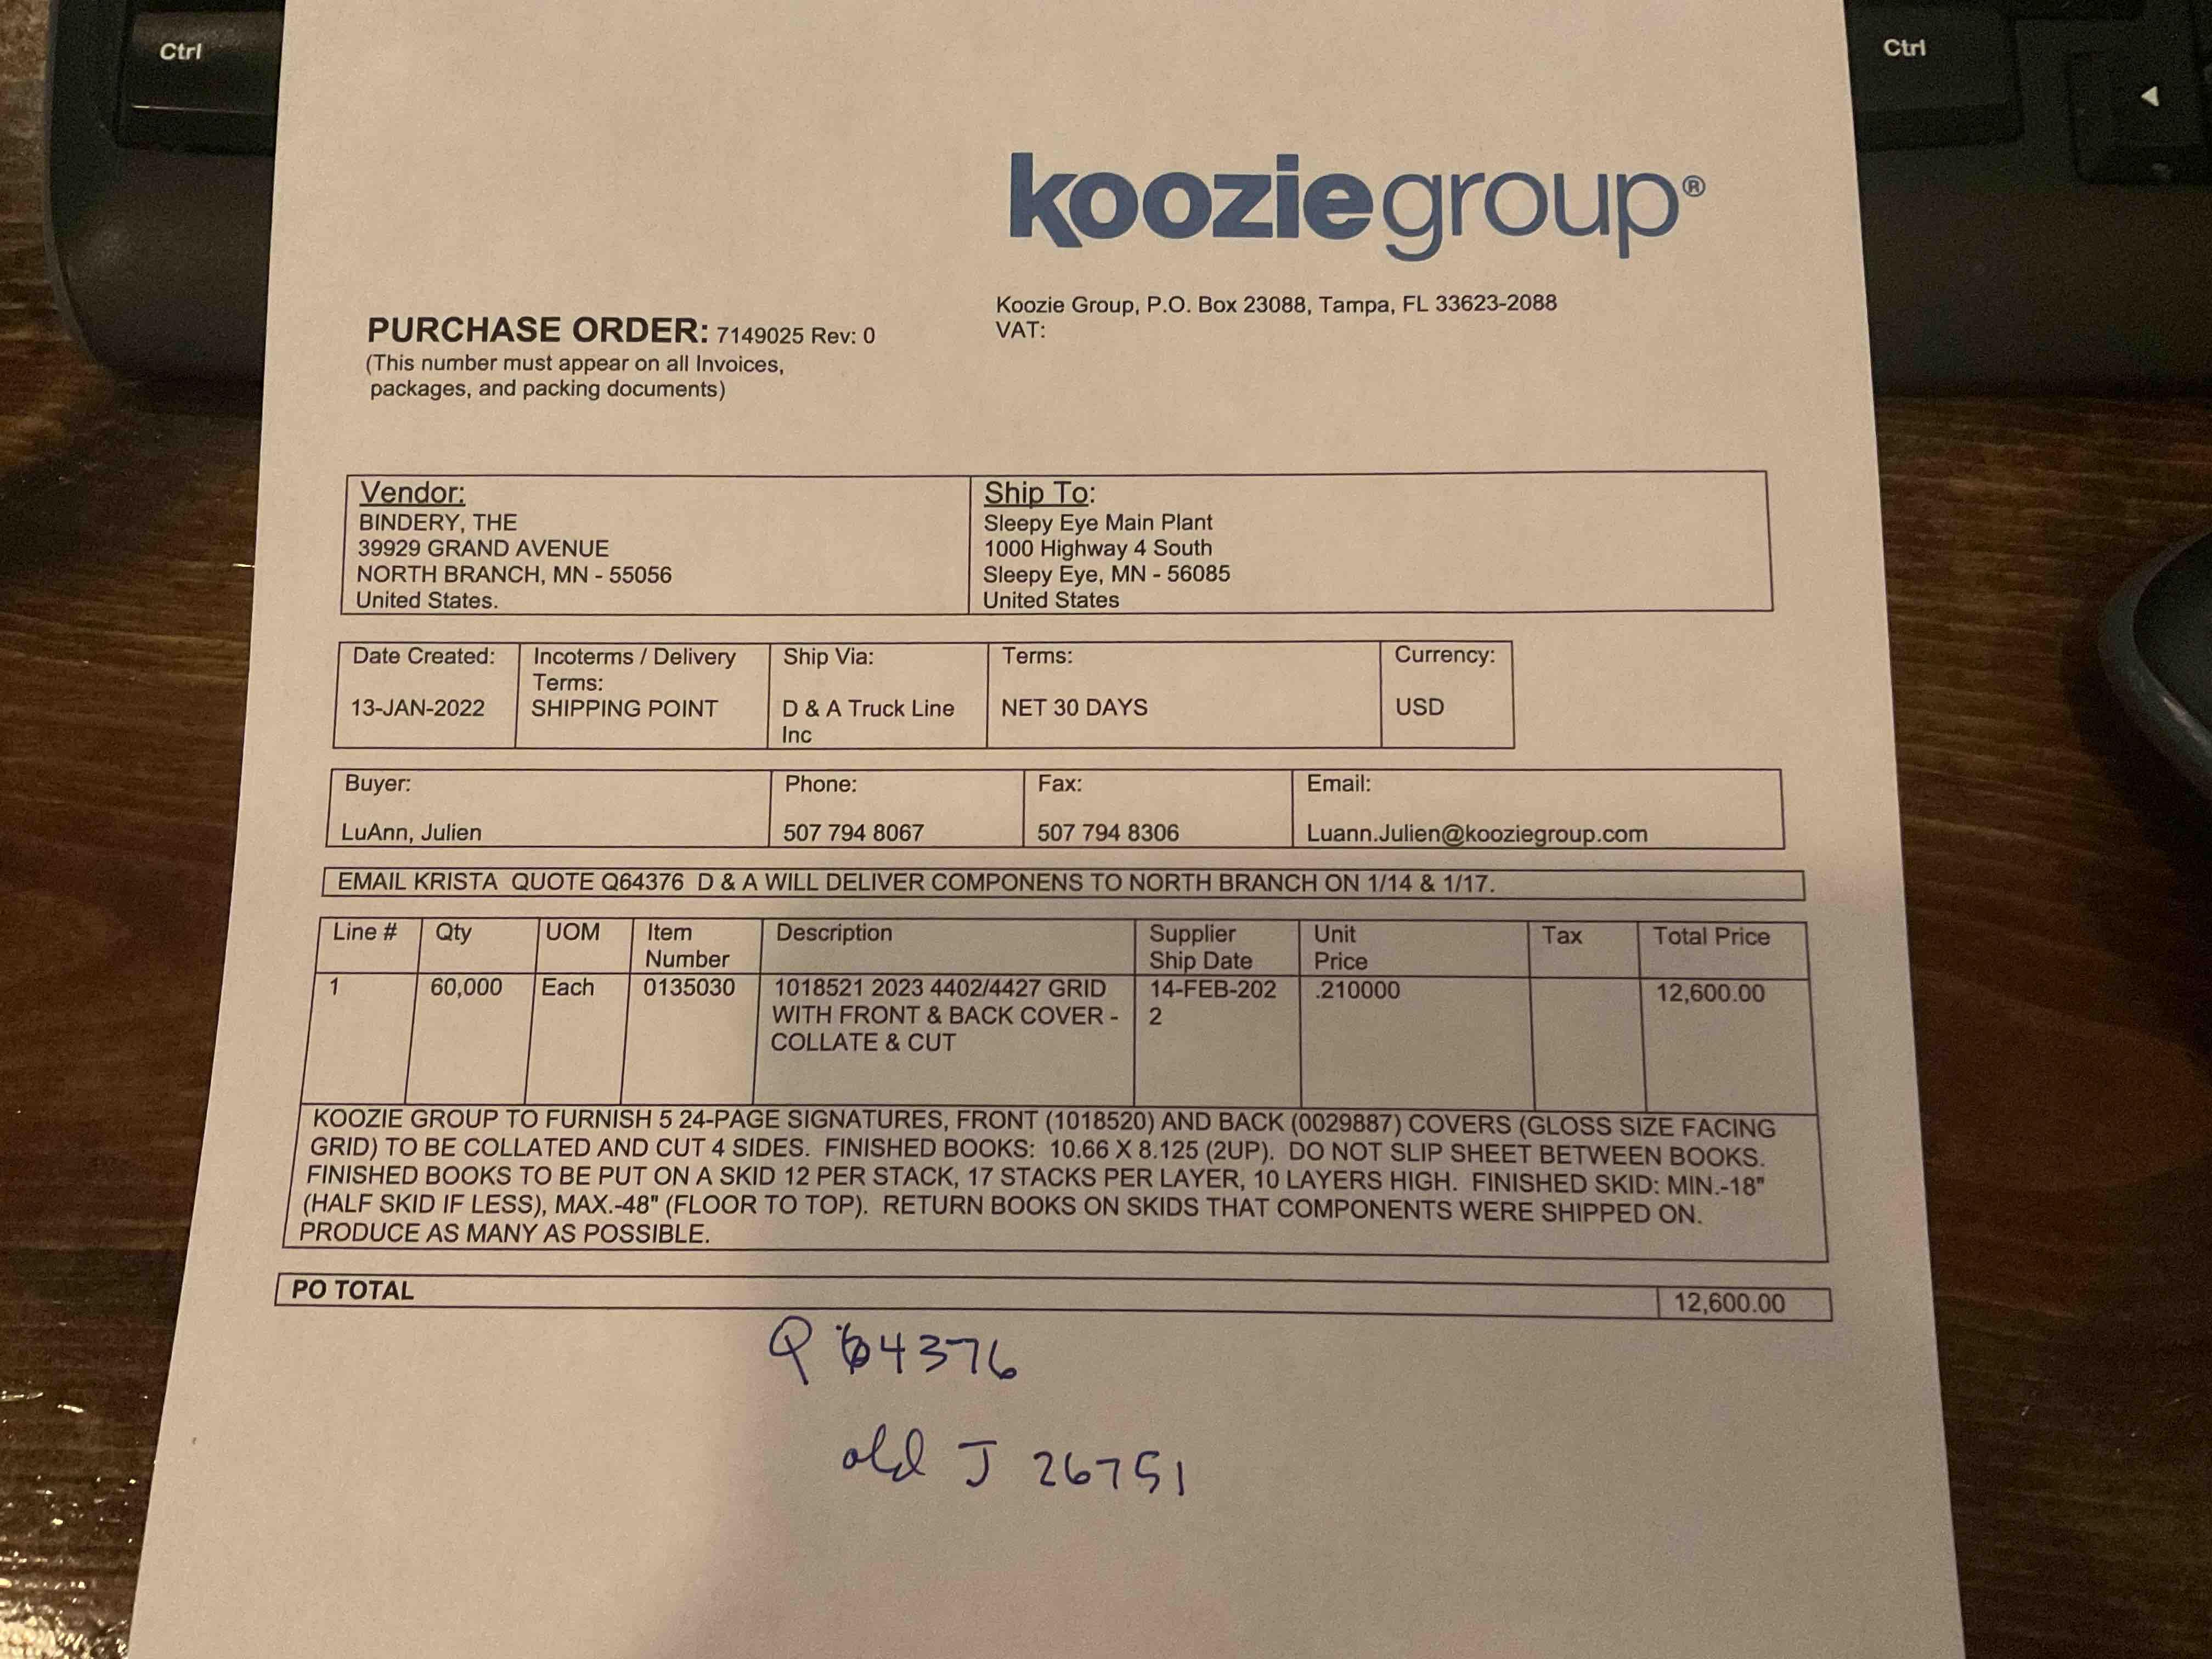 Ctrl
Ctrl
kooziegroup®
Koozie Group, P.O. Box 23088, Tampa, FL 33623-2088
VAT:
PURCHASE ORDER: 7149025 Rev: 0
(This number must appear on all Invoices,
packages, and packing documents)
Vendor:
BINDERY, THE
39929 GRAND AVENUE
NORTH BRANCH, MN - 55056
United States.
Ship To:
Sleepy Eye Main Plant
1000 Highway 4 South
Sleepy Eye, MN - 56085
United States
Date Created:
13-JAN-2022
Incoterms / Delivery
Terms:
SHIPPING POINT
Ship Via:
D & A Truck Line
Inc
Terms:
NET 30 DAYS
Currency:
USD
Buyer:
LuAnn, Julien
Phone:
507 794 8067
Fax:
507 794 8306
Email:
Luann.Julien@kooziegroup.com
EMAIL KRISTA QUOTE Q64376 D & A WILL DELIVER COMPONENS TO NORTH BRANCH ON 1/14 & 1/17.
Line #
Qty
UOM
Item
Number
Description
Supplier
Ship Date
Unit
Price
Tax
Total Price
1
60,000
Each
0135030
1018521 2023 4402/4427 GRID
WITH FRONT & BACK COVER -
COLLATE & CUT
14-FEB-202
2
.210000
12,600.00
KOOZIE GROUP TO FURNISH 5 24-PAGE SIGNATURES, FRONT (1018520) AND BACK (0029887) COVERS (GLOSS SIZE FACING
GRID) TO BE COLLATED AND CUT 4 SIDES. FINISHED BOOKS: 10.66 X 8.125 (2UP). DO NOT SLIP SHEET BETWEEN BOOKS.
FINISHED BOOKS TO BE PUT ON A SKID 12 PER STACK, 17 STACKS PER LAYER, 10 LAYERS HIGH. FINISHED SKID: MIN.-18"
(HALF SKID IF LESS), MAX.-48" (FLOOR TO TOP). RETURN BOOKS ON SKIDS THAT COMPONENTS WERE SHIPPED ON.
PRODUCE AS MANY AS POSSIBLE.
PO TOTAL
12,600.00
Q 64376
old J 26751